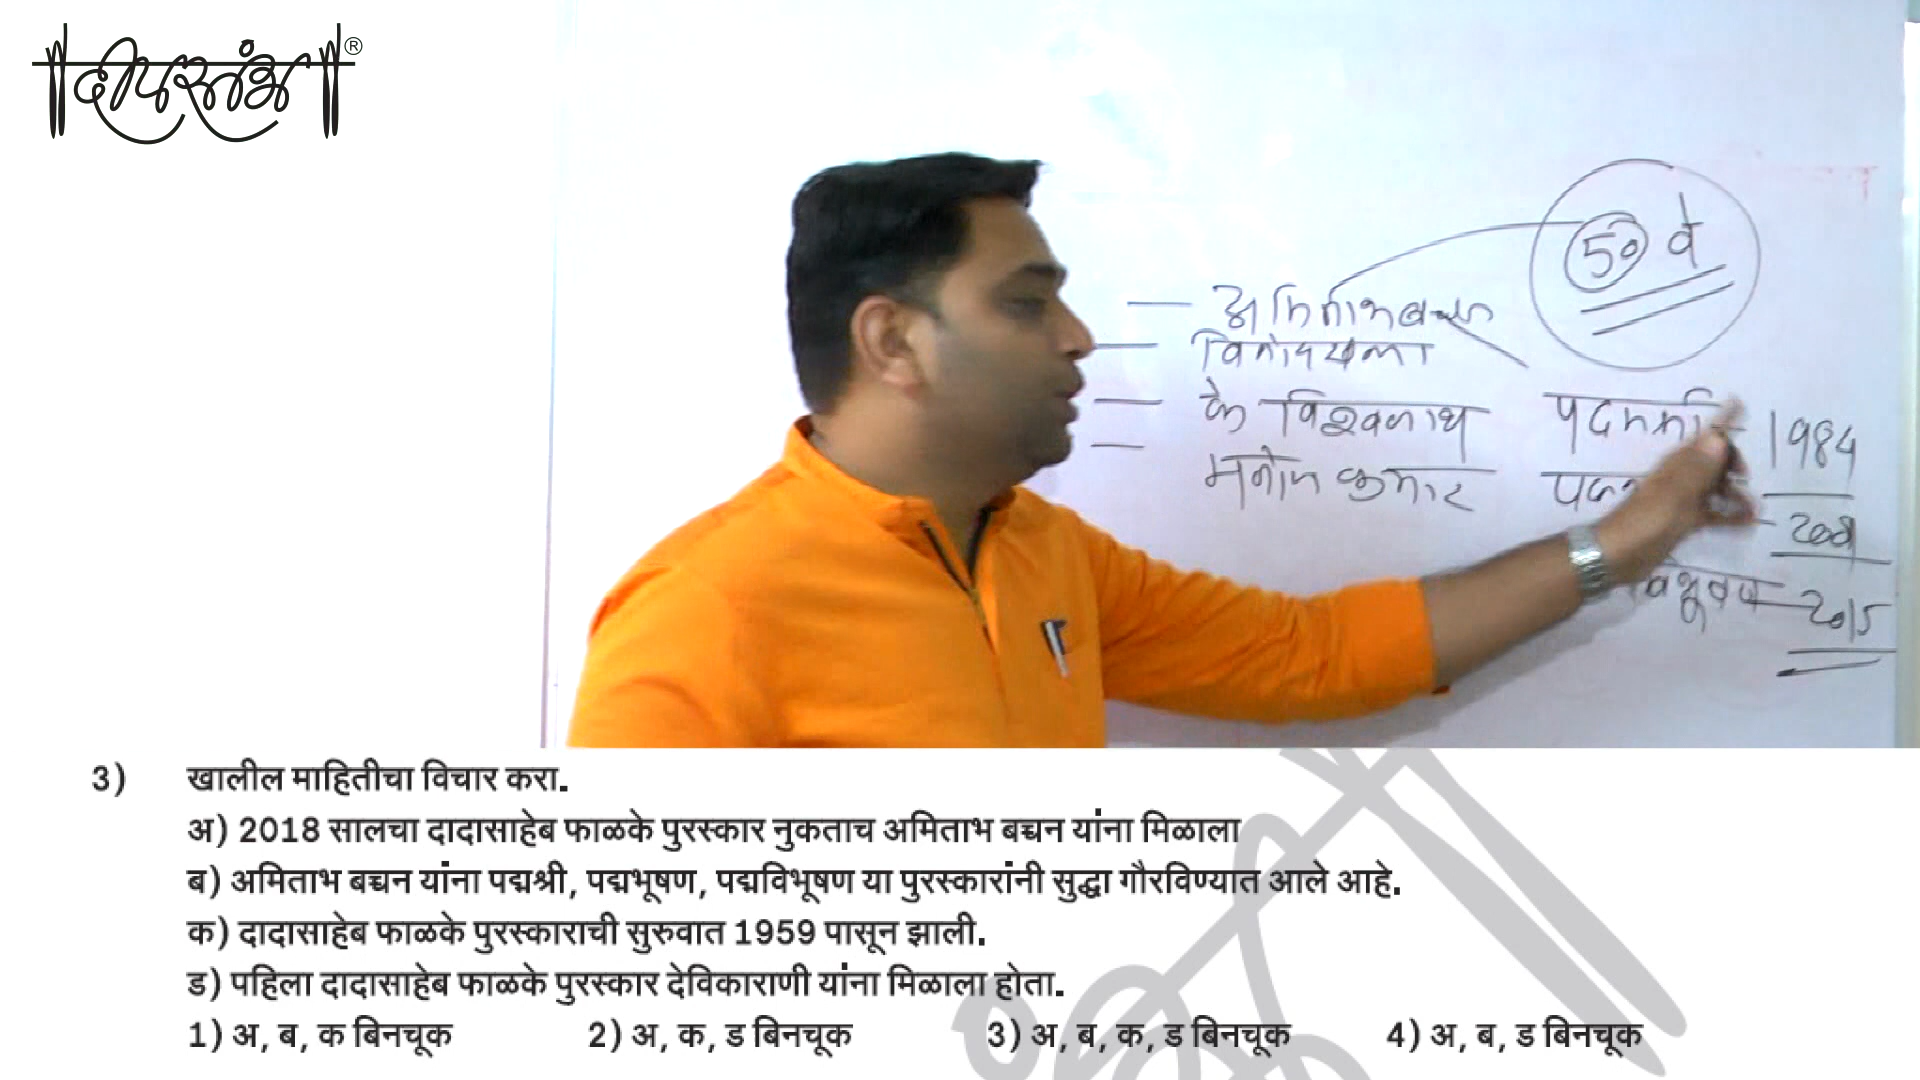 दीपस्तंभ®
50 वे
अमिताभ बच्चन
विनोद खन्ना
के विश्वनाथ
पद्मश्री 1984
मनोज कुमार
2001
विभूषण 2015
3) खालील माहितीचा विचार करा.
अ) 2018 सालचा दादासाहेब फाळके पुरस्कार नुकताच अमिताभ बच्चन यांना मिळाला
ब) अमिताभ बच्चन यांना पद्मश्री, पद्मभूषण, पद्मविभूषण या पुरस्कारांनी सुद्धा गौरविण्यात आले आहे.
क) दादासाहेब फाळके पुरस्काराची सुरुवात 1959 पासून झाली.
ड) पहिला दादासाहेब फाळके पुरस्कार देविकाराणी यांना मिळाला होता.
1) अ, ब, क बिनचूक 2) अ, क, ड बिनचूक 3) अ, ब, क, ड बिनचूक 4) अ, ब, ड बिनचूक